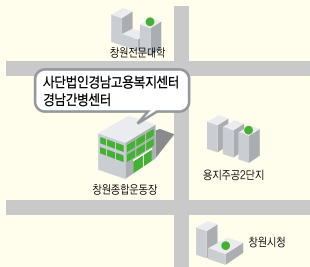 창원전문대학
사단법인경남고용복지센터
경남간병센터
용지주공2단지
창원종합운동장
창원시청